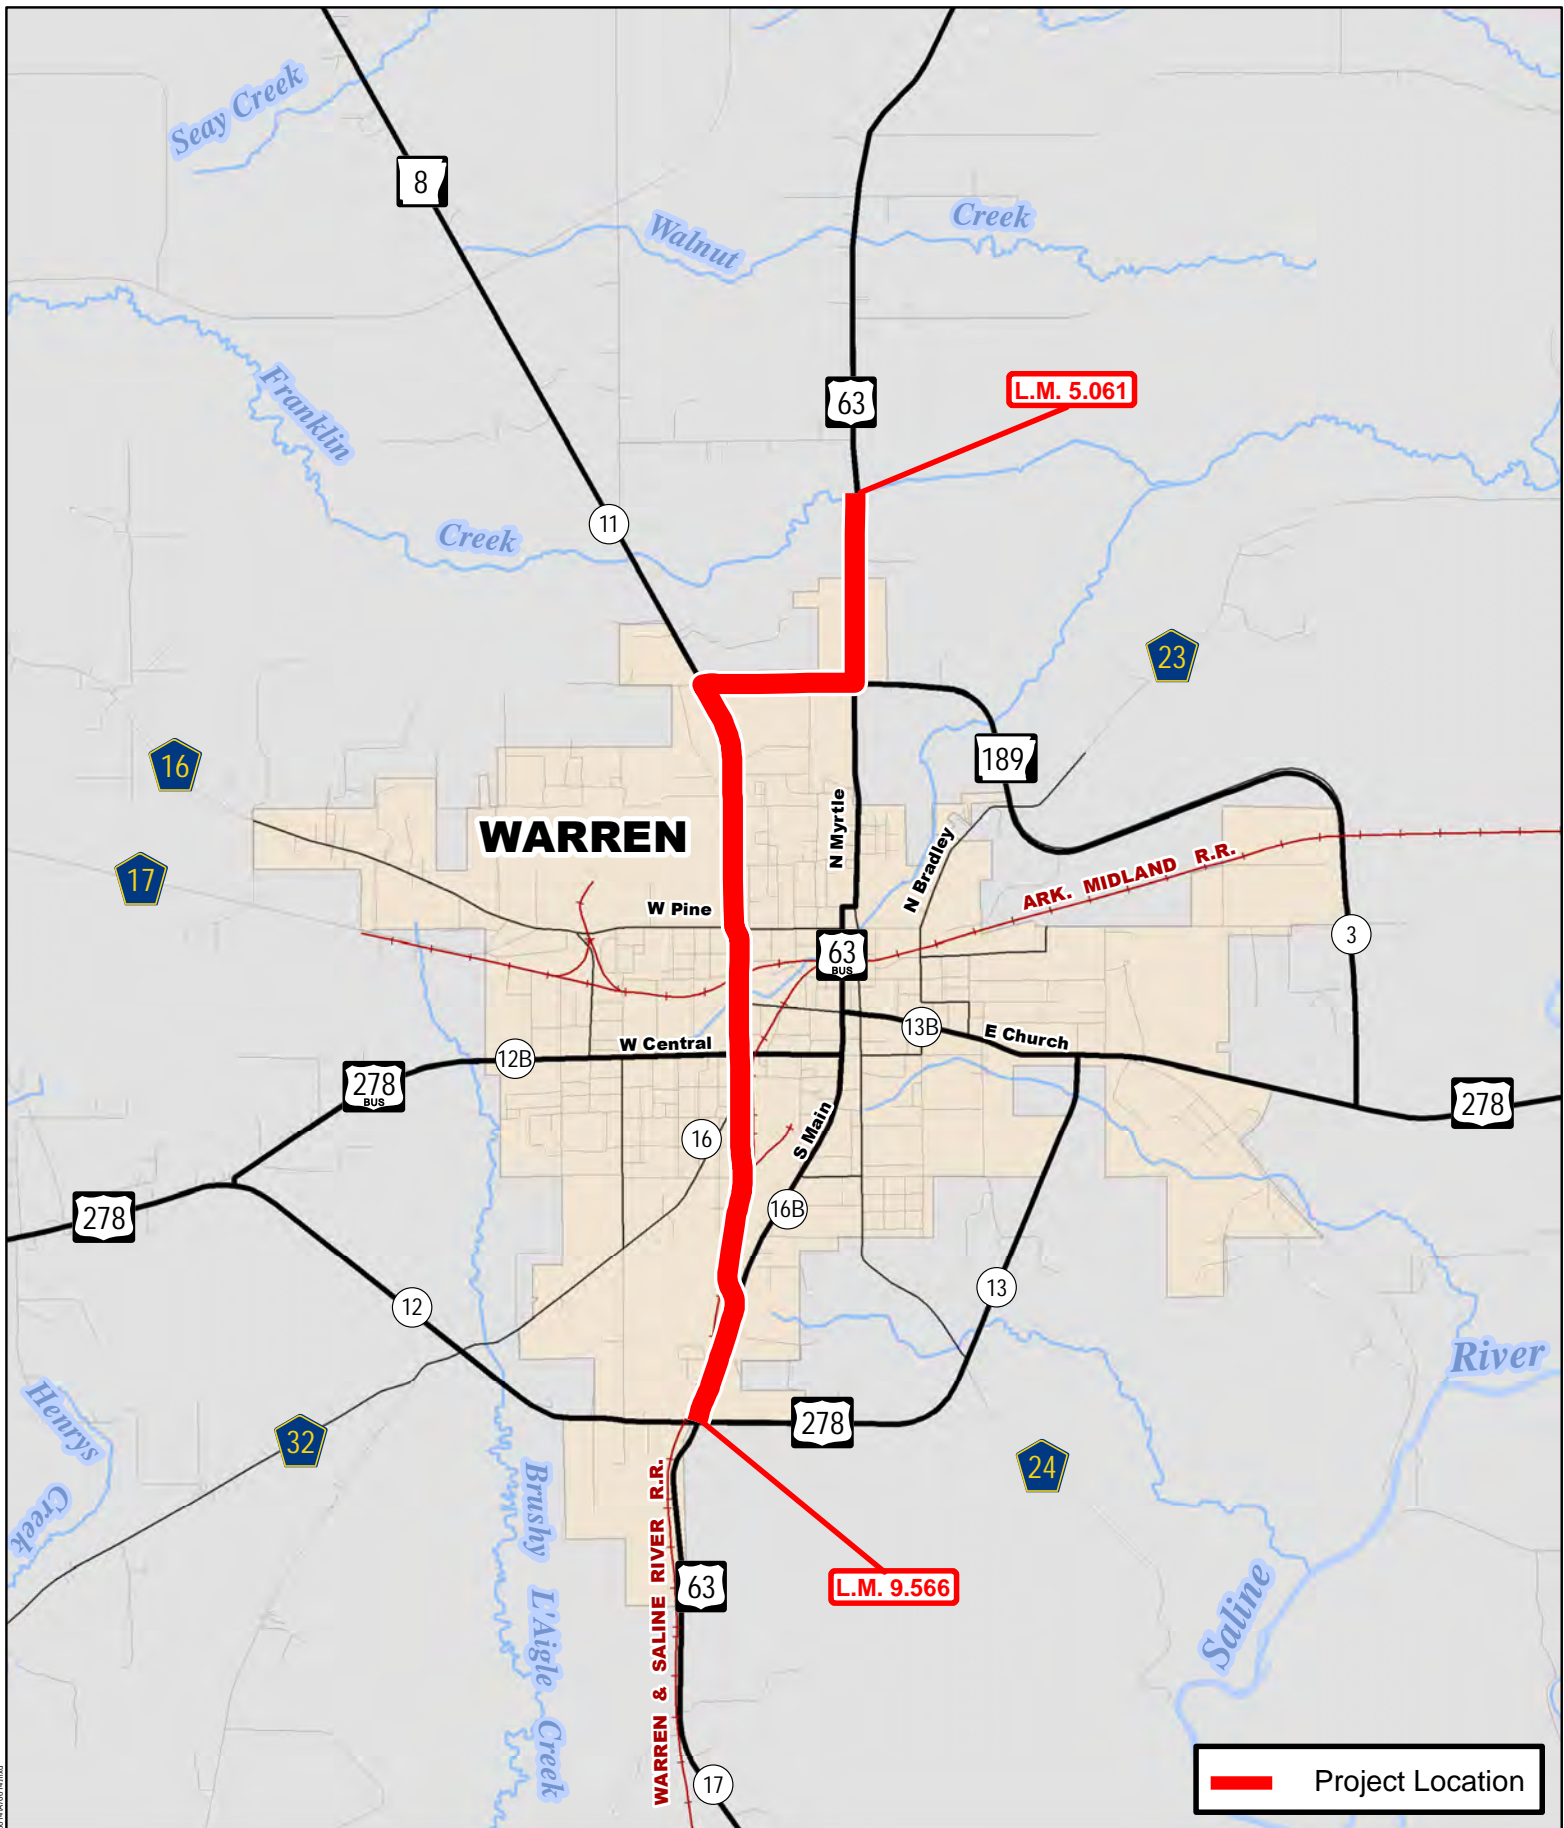 Seay Creek
8
Walnut
Creek
63
L.M. 5.061
Franklin
Creek
11
23
189
16
WARREN
N Myrtle
N Bradley
17
ARK. MIDLAND R.R.
W Pine
3
63
BUS
13B
E Church
W Central
12B
278
BUS
278
16
S Main
16B
278
13
12
River
Henrys
Creek
32
278
24
Brushy L'Aigle Creek
WARREN & SALINE RIVER R.R.
63
L.M. 9.566
Saline
17
Project Location